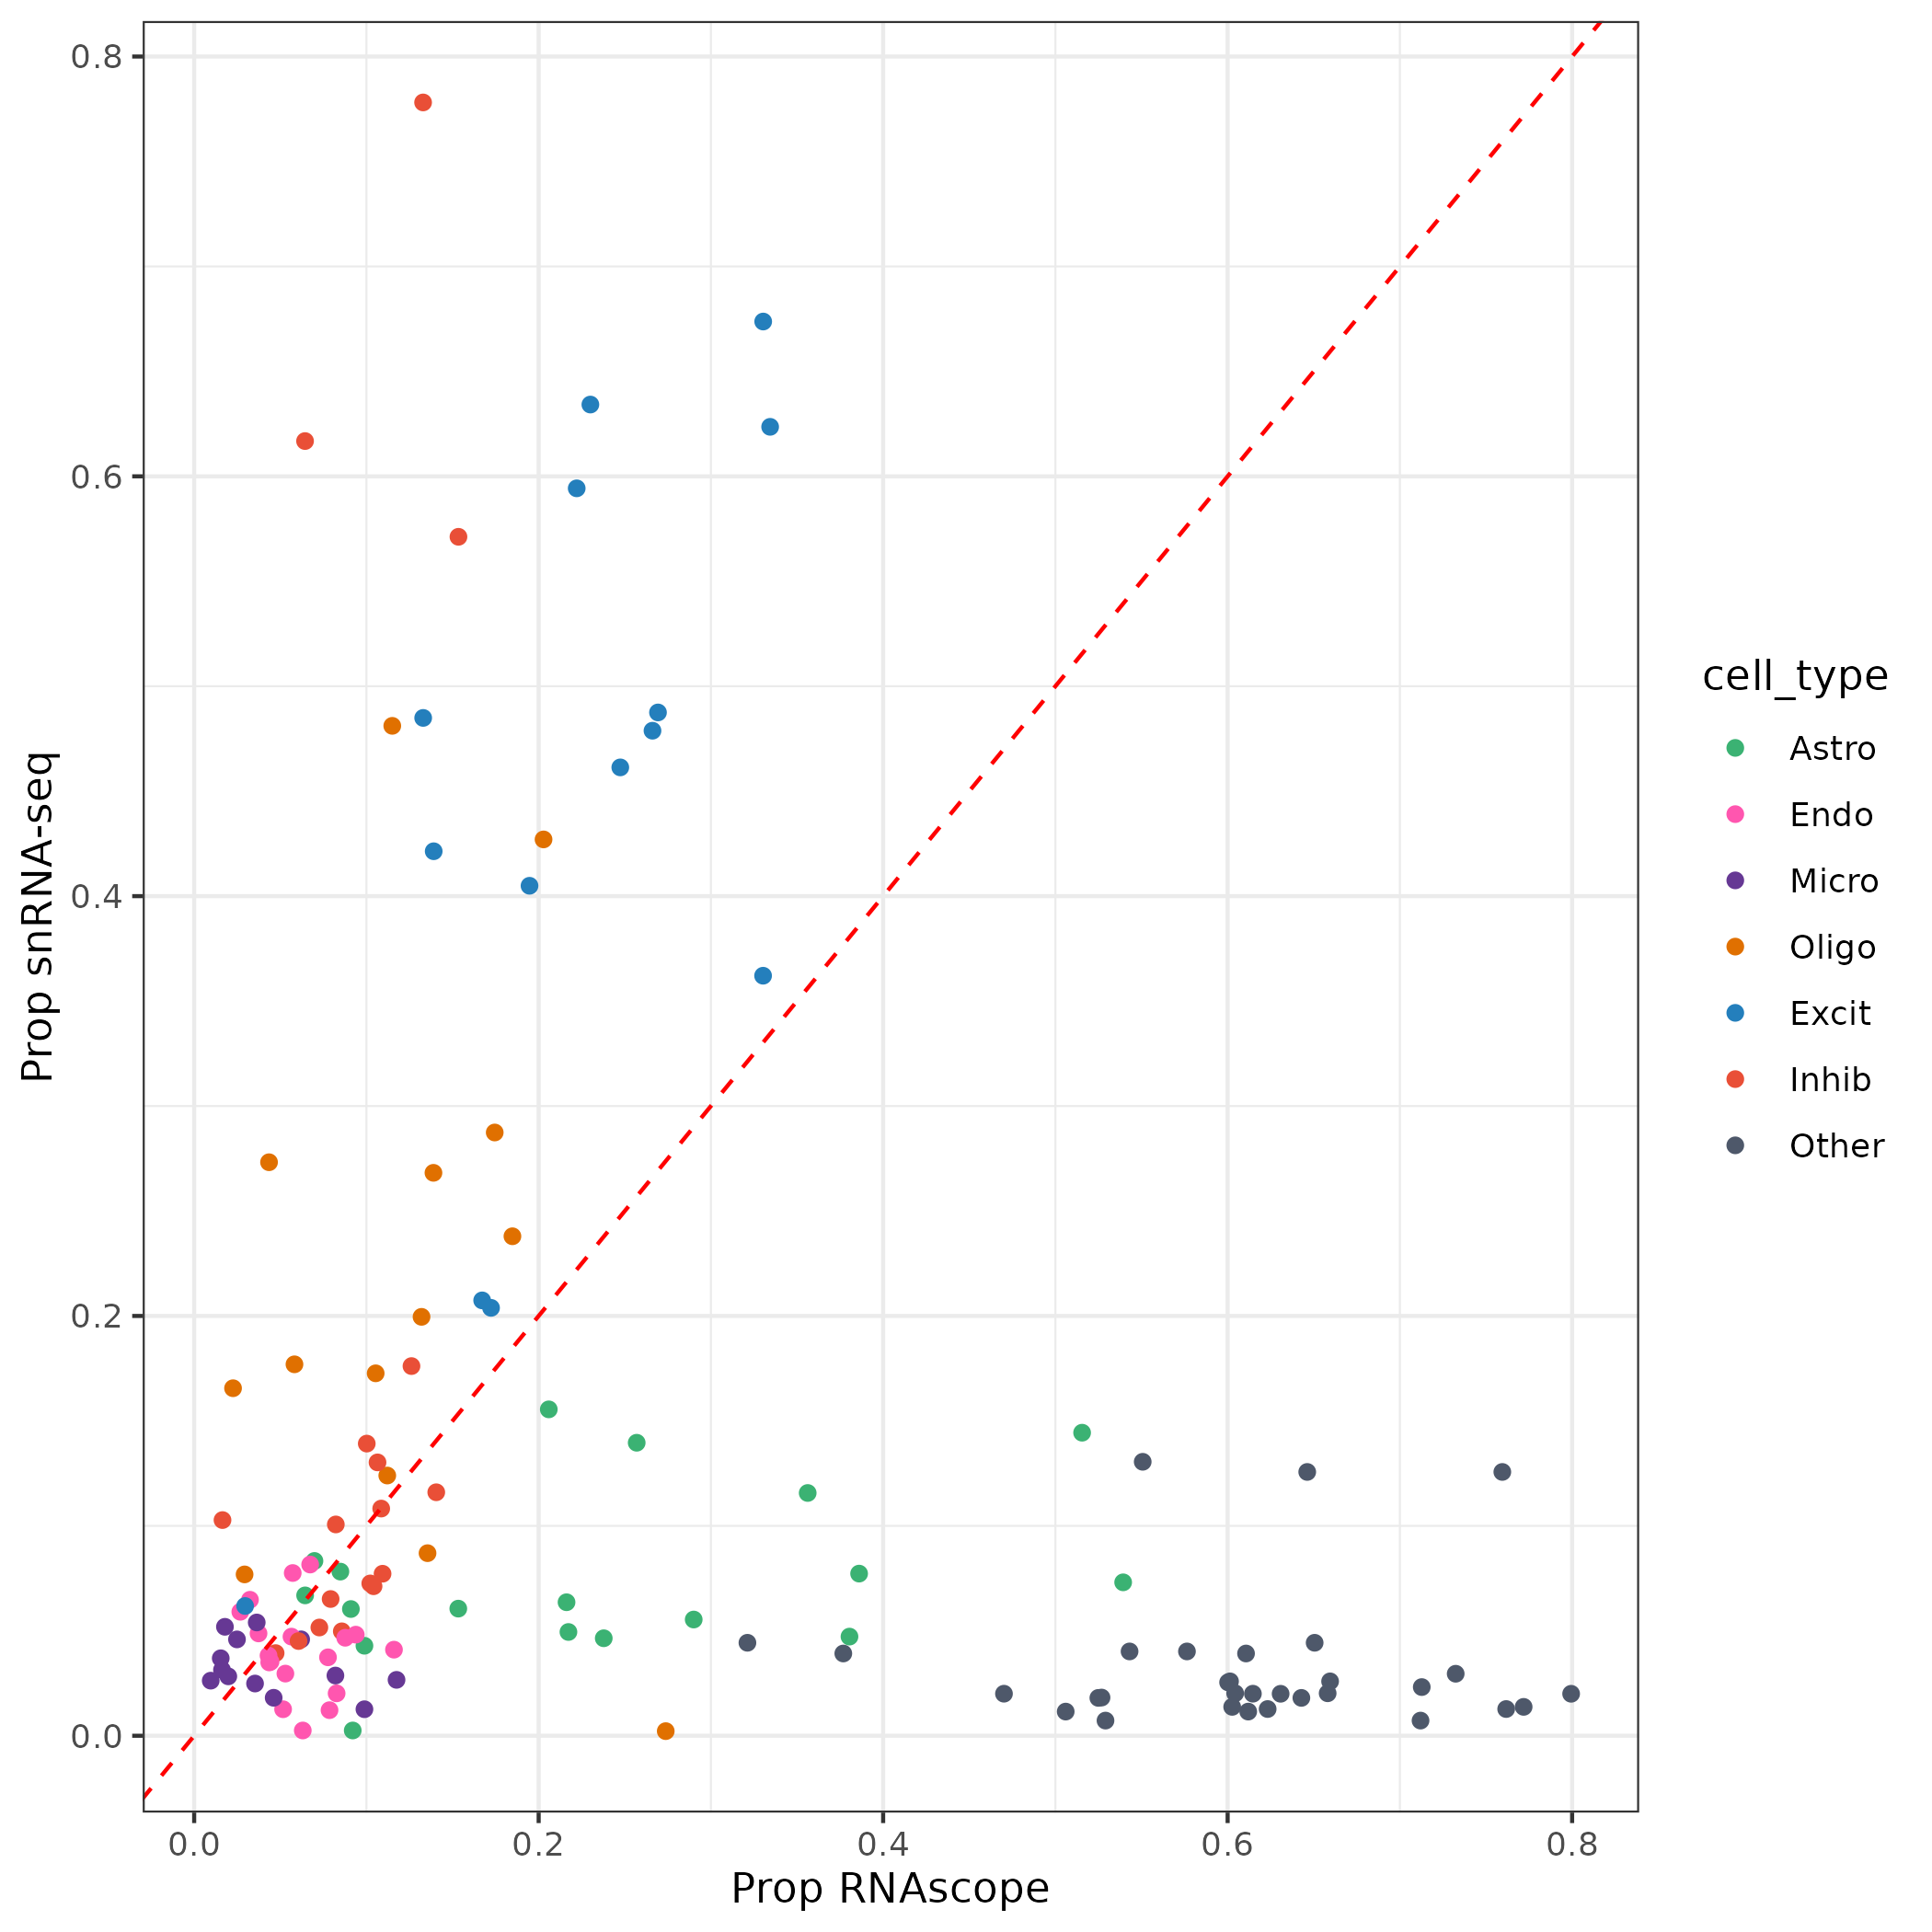 0.8
0.6
0.4
0.2
0.0
Prop snRNA-seq
0.0 0.2 0.4 0.6 0.8
Prop RNAscope
cell_type
Astro
Endo
Micro
Oligo
Excit
Inhib
Other